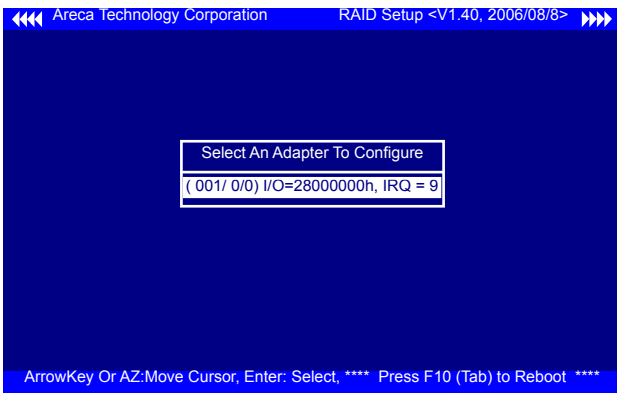 Areca Technology Corporation RAID Setup <V1.40, 2006/08/8>
Select An Adapter To Configure
( 001/ 0/0) I/O=28000000h, IRQ = 9
ArrowKey Or AZ:Move Cursor, Enter: Select, **** Press F10 (Tab) to Reboot ****